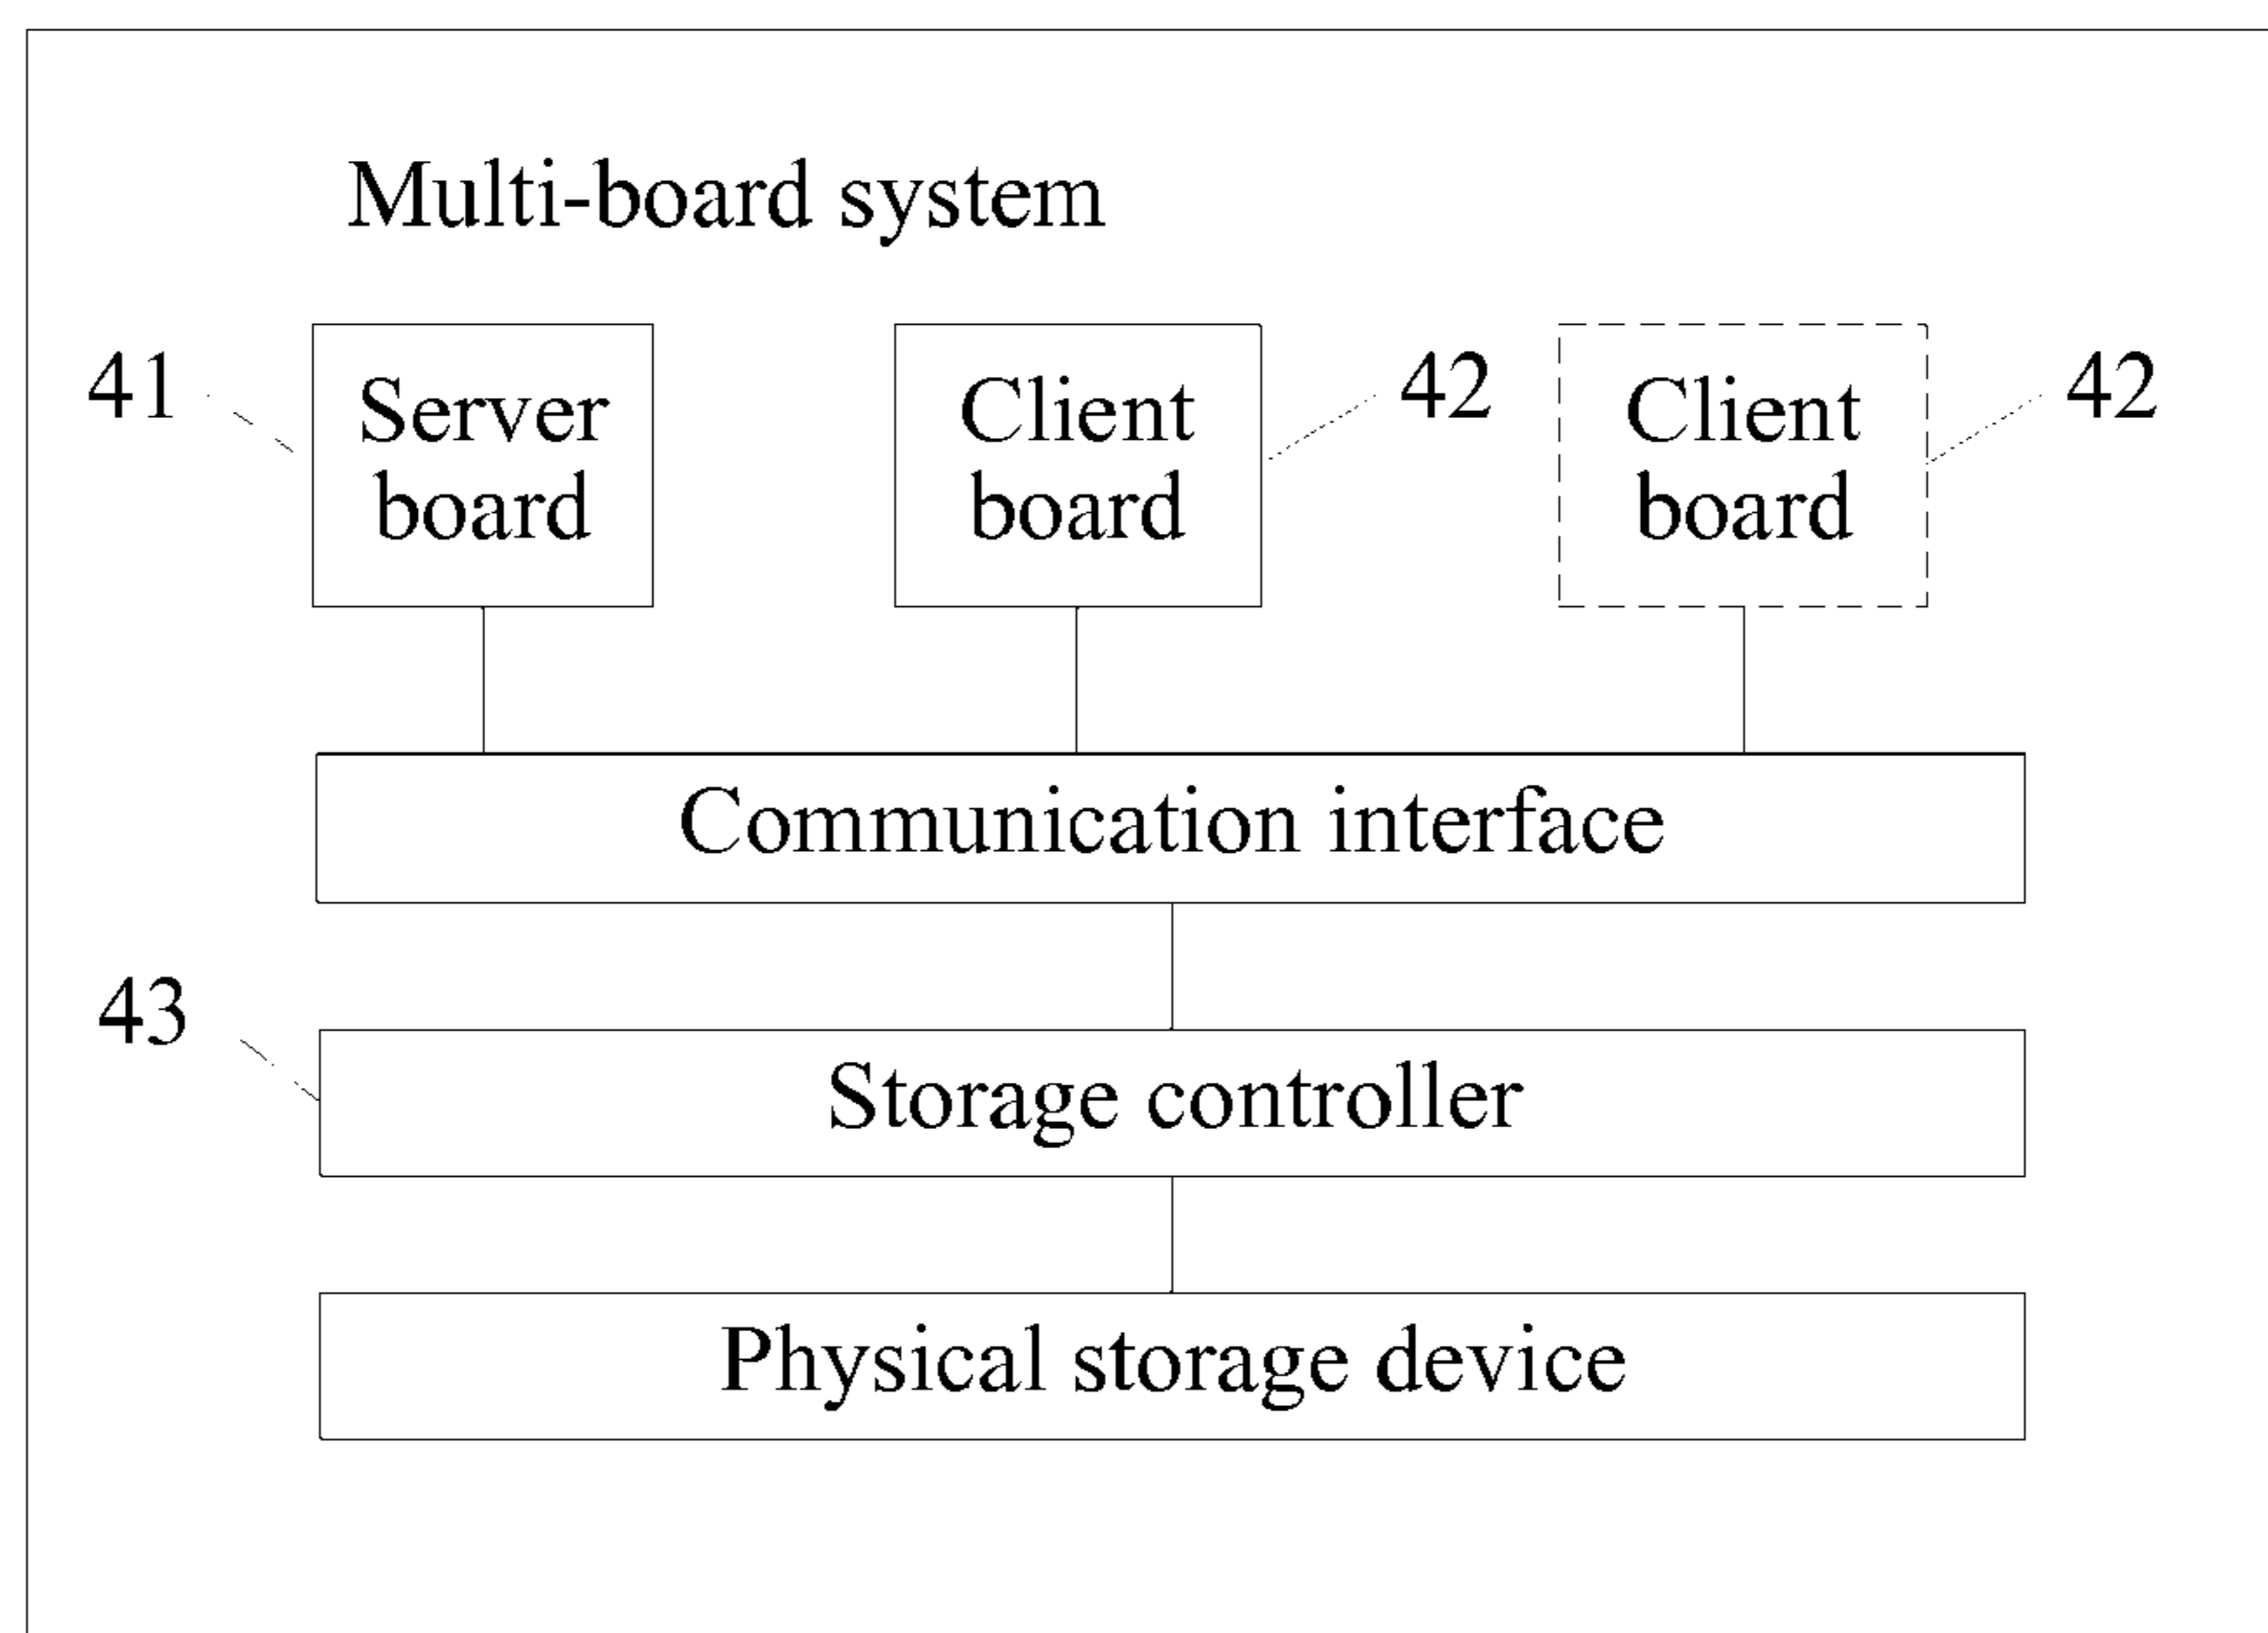 Multi-board system
41
Server
board
Client
board
42
Client
board
42
Communication interface
43
Storage controller
Physical storage device